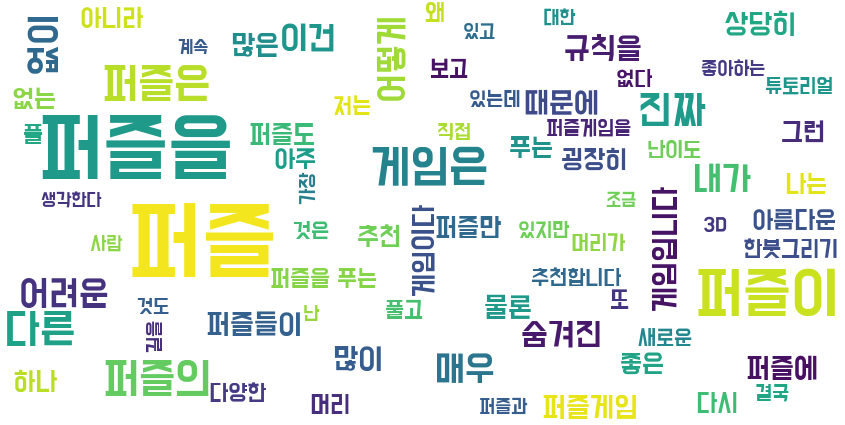 없이
아니라
계속
많은
이건
어떻게
왜
있고
대한
규칙을
상당히
퍼즐은
없는
보고
없다
좋아하는
튜토리얼
저는
있는데
때문에
진짜
풀
퍼즐을
퍼즐도
아주
직접
푸는
퍼즐게임을
그런
난이도
굉장히
게임은
가장
내가
나는
생각한다
조금
사람
퍼즐
것은
추천
게임이다
퍼즐만
있지만
머리가
게임입니다
3D
아름다운
한붓그리기
퍼즐을 푸는
추천합니다
또
퍼즐이
어려운
것도
난
풀고
물론
다른
길을
퍼즐들이
숨겨진
새로운
많이
매우
좋은
퍼즐에
하나
퍼즐의
다양한
머리
퍼즐과
퍼즐게임
다시
결국